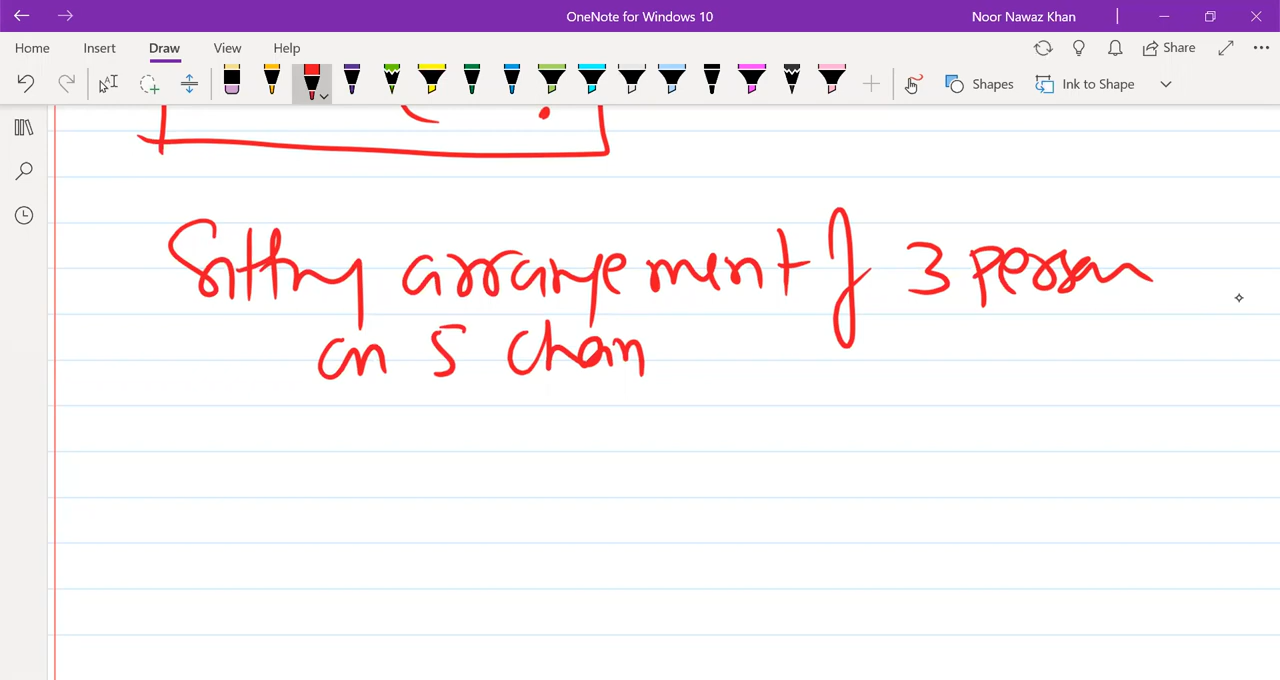 OneNote for Windows 10
Noor Nawaz Khan
Home Insert Draw View Help
Share
Shapes
Ink to Shape
Sitting arrangement of 3 person
on 5 chair